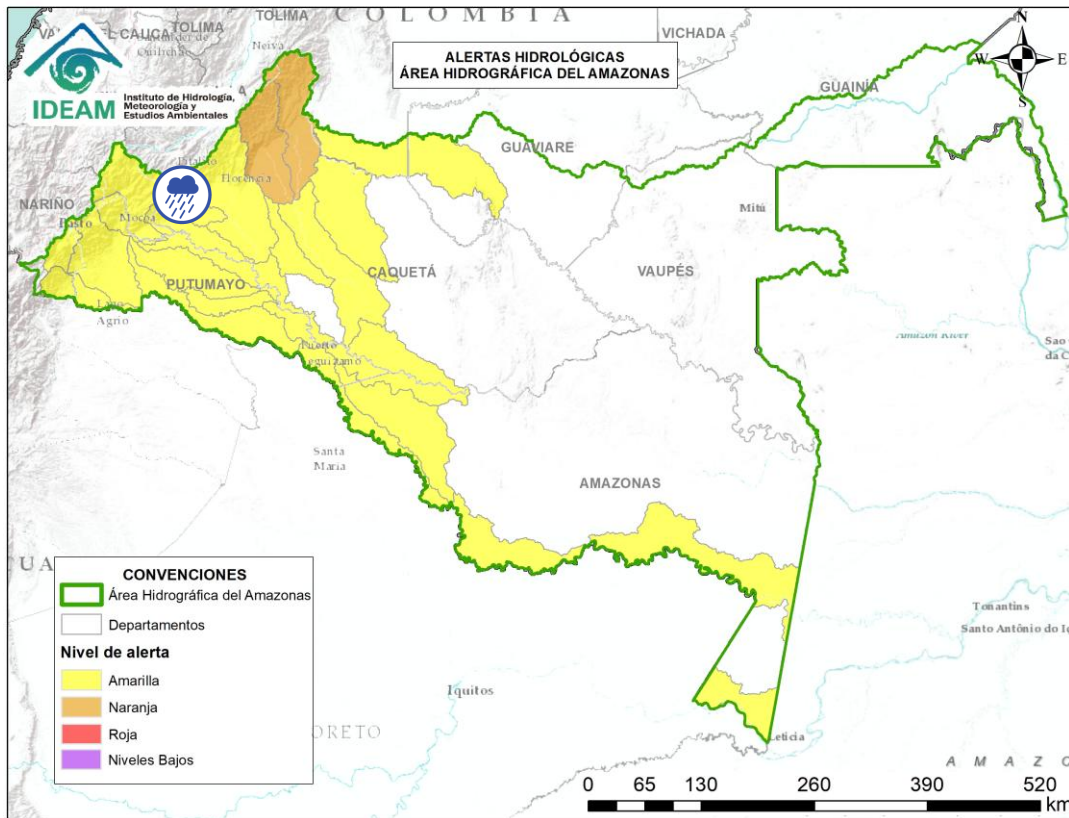 COLOMBIA
TOLIMA
TOLIMA
Neiva
VICHADA
IDEAM
Instituto de Hidrología,
Meteorología y
Estudios Ambientales
ALERTAS HIDROLÓGICAS
ÁREA HIDROGRÁFICA DEL AMAZONAS
N
W
E
S
GUAINÍA
GUAVIARE
Florencia
NARIÑO
Pasto
Mocoa
Mitú
CAQUETÁ
VAUPÉS
PUTUMAYO
Lago
Agrio
Amazon River
Puerto
Santa
María
AMAZONAS
CONVENCIONES
Área Hidrográfica del Amazonas
Departamentos
Nivel de alerta
Amarilla
Naranja
Roja
Niveles Bajos
Tonantins
Santo Antônio do
Iquitos
ORETO
Leticia
AMAZO
0 65 130 260 390 520
km